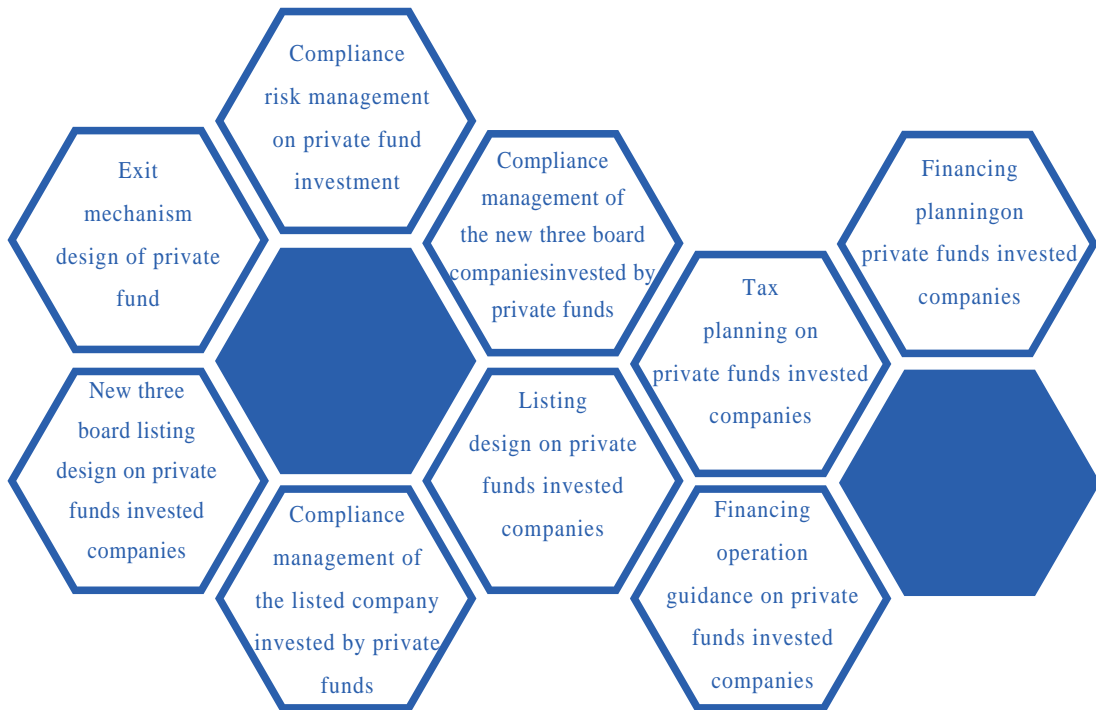 Compliance
risk management
on private fund
investment
Exit
mechanism
design of private
fund
Compliance
management of
the new three board
companiesinvested by
private funds
Financing
planningon
private funds invested
companies
Tax
planning on
private funds invested
companies
New three
board listing
design on private
funds invested
companies
Listing
design on private
funds invested
companies
Compliance
management of
the listed company
invested by private
funds
Financing
operation
guidance on private
funds invested
companies